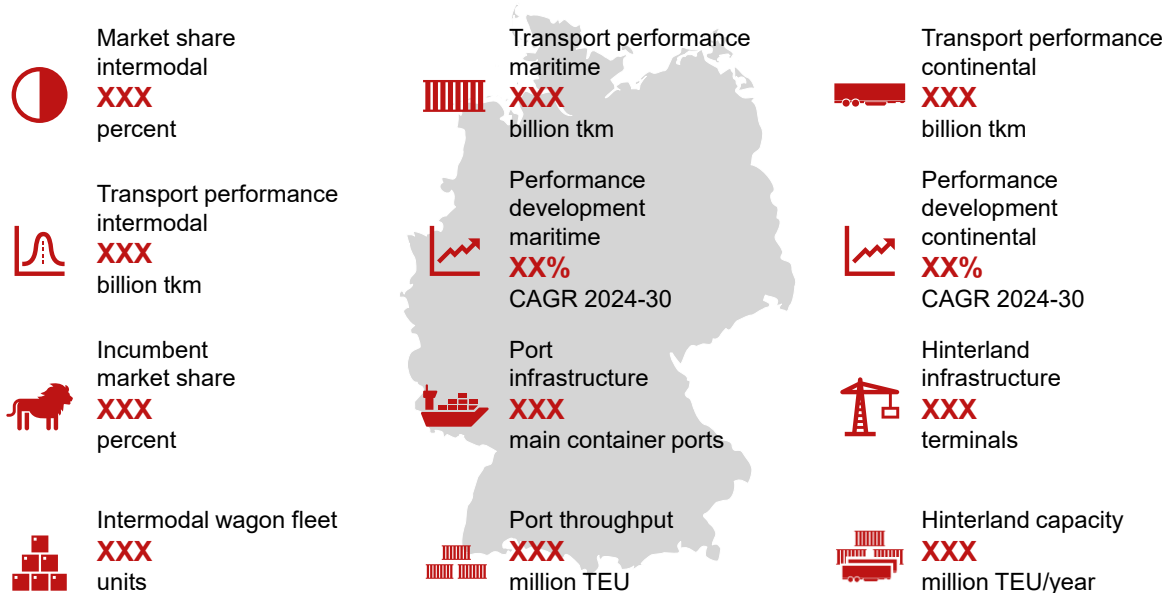 Market share
intermodal
XXX
percent
Transport performance
maritime
XXX
billion tkm
Transport performance
continental
XXX
billion tkm
Transport performance
intermodal
XXX
billion tkm
Performance
development
maritime
XX%
CAGR 2024-30
Performance
development
continental
XX%
CAGR 2024-30
Incumbent
market share
XXX
percent
Port
infrastructure
XXX
main container ports
Hinterland
infrastructure
XXX
terminals
Intermodal wagon fleet
XXX
units
Port throughput
XXX
million TEU
Hinterland capacity
XXX
million TEU/year